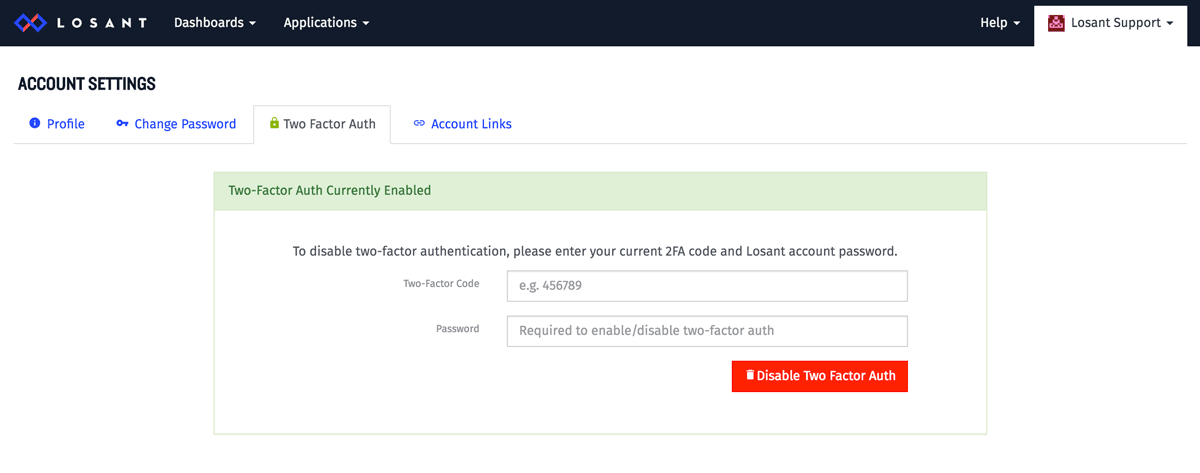 LOSANT Dashboards Applications Help Losant Support
ACCOUNT SETTINGS
Profile Change Password Two Factor Auth Account Links
Two-Factor Auth Currently Enabled
To disable two-factor authentication, please enter your current 2FA code and Losant account password.
Two-Factor Code e.g. 456789
Password Required to enable/disable two-factor auth
Disable Two Factor Auth